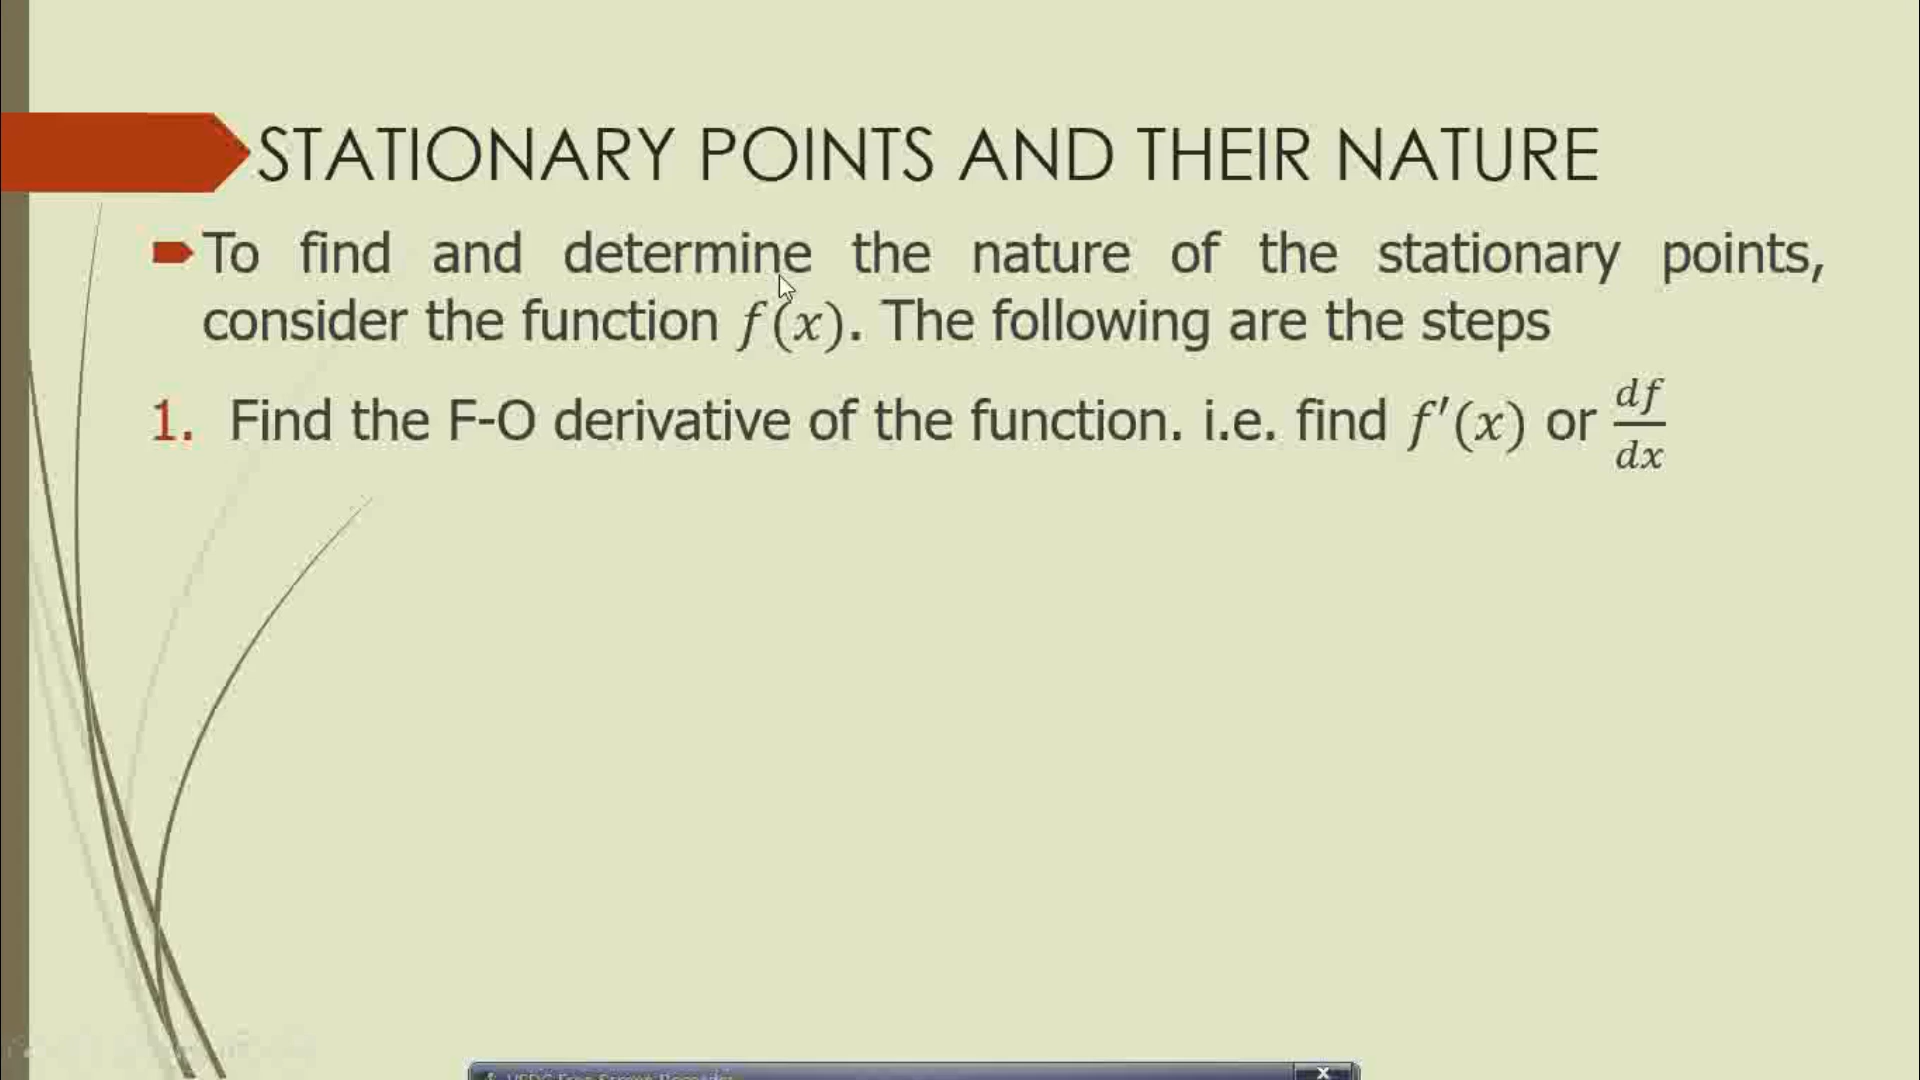 STATIONARY POINTS AND THEIR NATURE
To find and determine the nature of the stationary points,
consider the function f(x). The following are the steps
1. Find the F-O derivative of the function. i.e. find f′(x) or df/dx